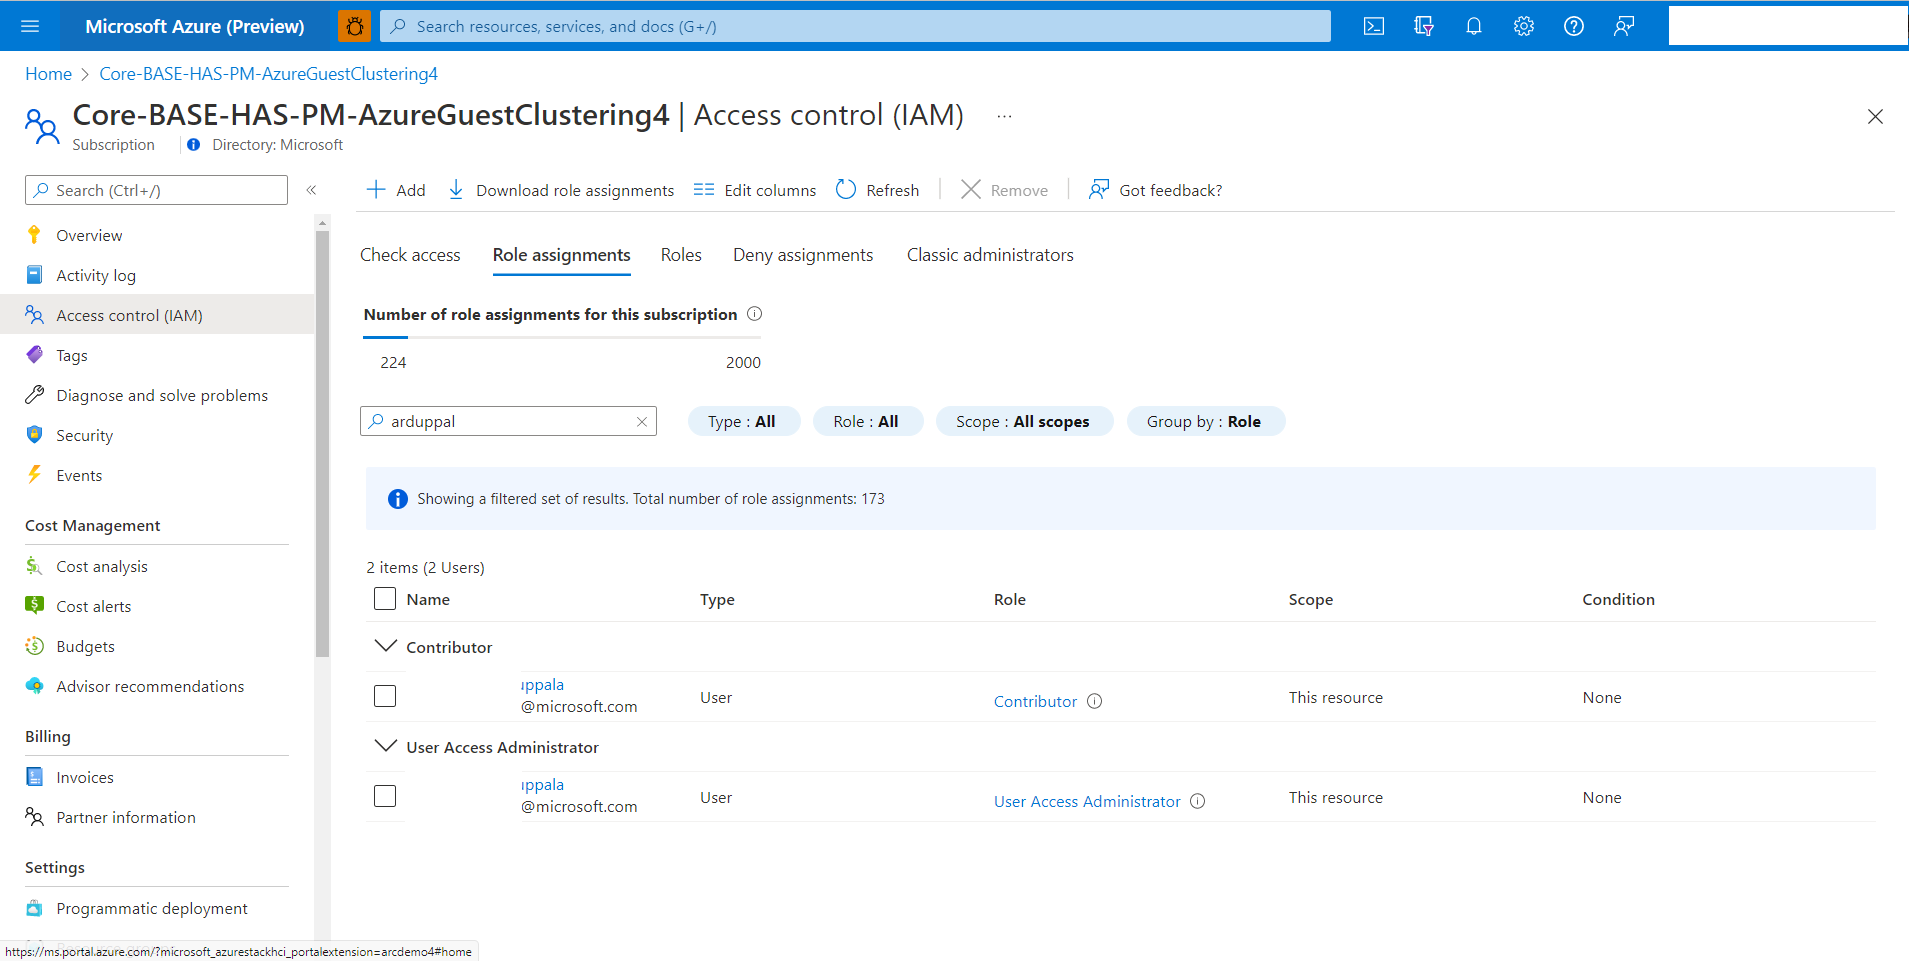 Microsoft Azure (Preview)
Search resources, services, and docs (G+/)
Home > Core-BASE-HAS-PM-AzureGuestClustering4
Core-BASE-HAS-PM-AzureGuestClustering4 | Access control (IAM) ...
Subscription
Directory: Microsoft
Search (Ctrl+/)
«
Overview
Activity log
Access control (IAM)
Tags
Diagnose and solve problems
Security
Events
Cost Management
Cost analysis
Cost alerts
Budgets
Advisor recommendations
Billing
Invoices
Partner information
Settings
Programmatic deployment
https://ms.portal.azure.com/?microsoft_azurestackhci_portalextension=arcdemo4#home
Add
Download role assignments
Edit columns
Refresh
Remove
Got feedback?
Check access
Role assignments
Roles
Deny assignments
Classic administrators
Number of role assignments for this subscription
224
2000
arduppal
Type : All
Role : All
Scope : All scopes
Group by : Role
Showing a filtered set of results. Total number of role assignments: 173
2 items (2 Users)
Name Type Role Scope Condition
Contributor
uppala
@microsoft.com
User
Contributor
This resource
None
User Access Administrator
uppala
@microsoft.com
User
User Access Administrator
This resource
None